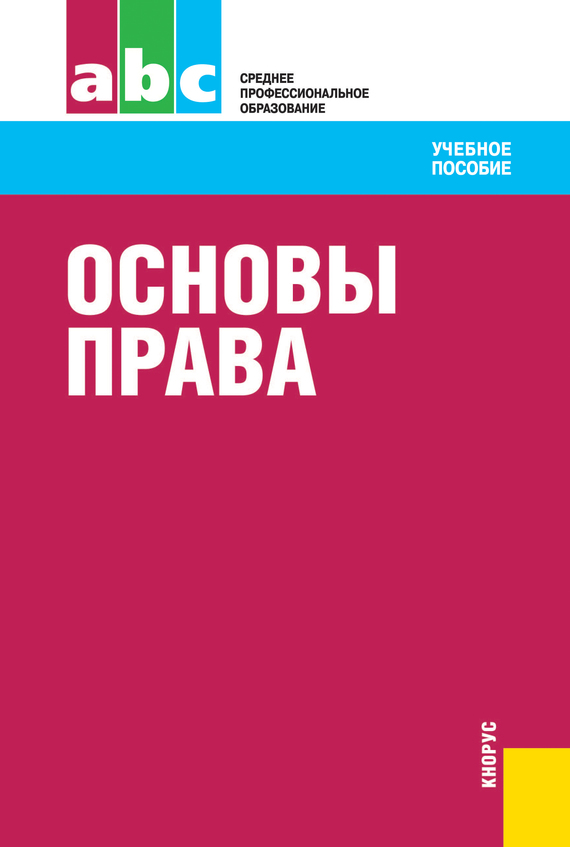 abc
СРЕДНЕЕ
ПРОФЕССИОНАЛЬНОЕ
ОБРАЗОВАНИЕ
УЧЕБНОЕ
ПОСОБИЕ
ОСНОВЫ
ПРАВА
КНОРУС